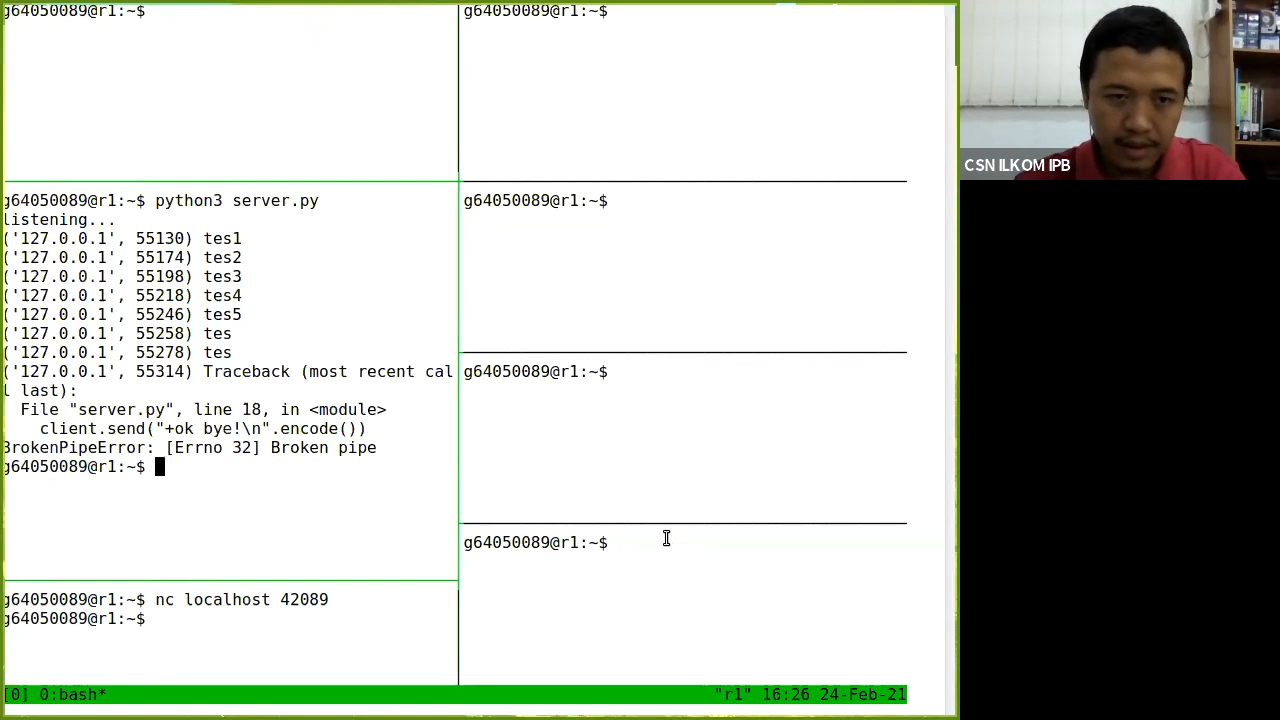 g64050089@r1:~$
g64050089@r1:~$ python3 server.py
listening...
('127.0.0.1', 55130) tes1
('127.0.0.1', 55174) tes2
('127.0.0.1', 55198) tes3
('127.0.0.1', 55218) tes4
('127.0.0.1', 55246) tes5
('127.0.0.1', 55258) tes
('127.0.0.1', 55278) tes
('127.0.0.1', 55314) Traceback (most recent cal
l last):
  File "server.py", line 18, in <module>
    client.send("+ok bye!\n".encode())
BrokenPipeError: [Errno 32] Broken pipe
g64050089@r1:~$
g64050089@r1:~$ nc localhost 42089
g64050089@r1:~$
g64050089@r1:~$
g64050089@r1:~$
g64050089@r1:~$
g64050089@r1:~$
[0] 0:bash* "r1" 16:26 24-Feb-21
CSN ILKOM IPB